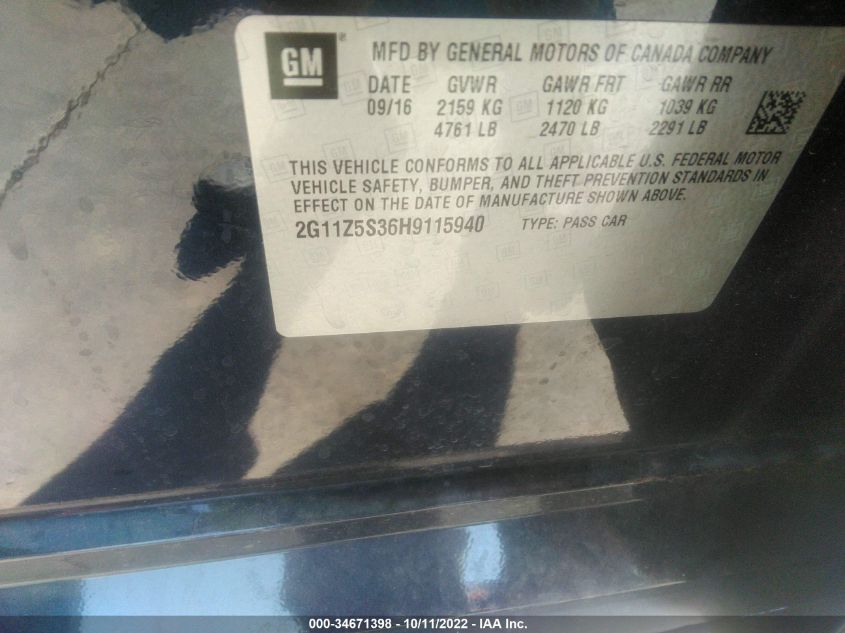 GM ®
MFD BY GENERAL MOTORS OF CANADA COMPANY
DATE GVWR GAWR FRT GAWR RR
09/16 2159 KG 1120 KG 1039 KG
4761 LB 2470 LB 2291 LB
THIS VEHICLE CONFORMS TO ALL APPLICABLE U.S. FEDERAL MOTOR
VEHICLE SAFETY, BUMPER, AND THEFT PREVENTION STANDARDS IN
EFFECT ON THE DATE OF MANUFACTURE SHOWN ABOVE.
2G11Z5S36H9115940 TYPE: PASS CAR
000-34671398 - 10/11/2022 - IAA Inc.